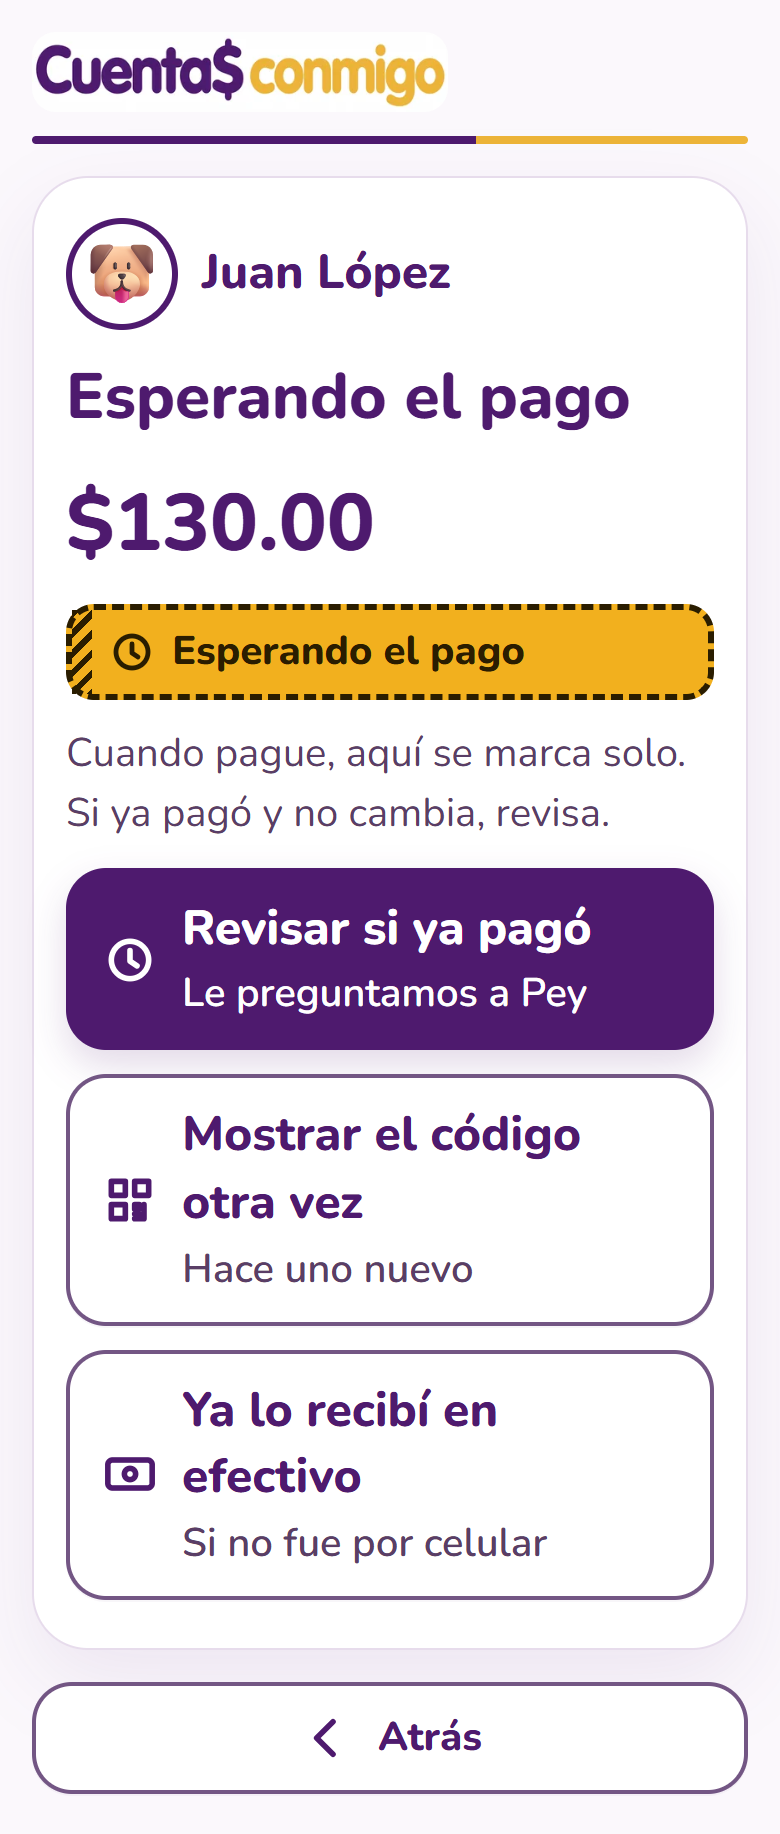 Cuenta$ conmigo
Juan López
Esperando el pago
$130.00
Esperando el pago
Cuando pague, aquí se marca solo.
Si ya pagó y no cambia, revisa.
Revisar si ya pagó
Le preguntamos a Pey
Mostrar el código
otra vez
Hace uno nuevo
Ya lo recibí en
efectivo
Si no fue por celular
Atrás